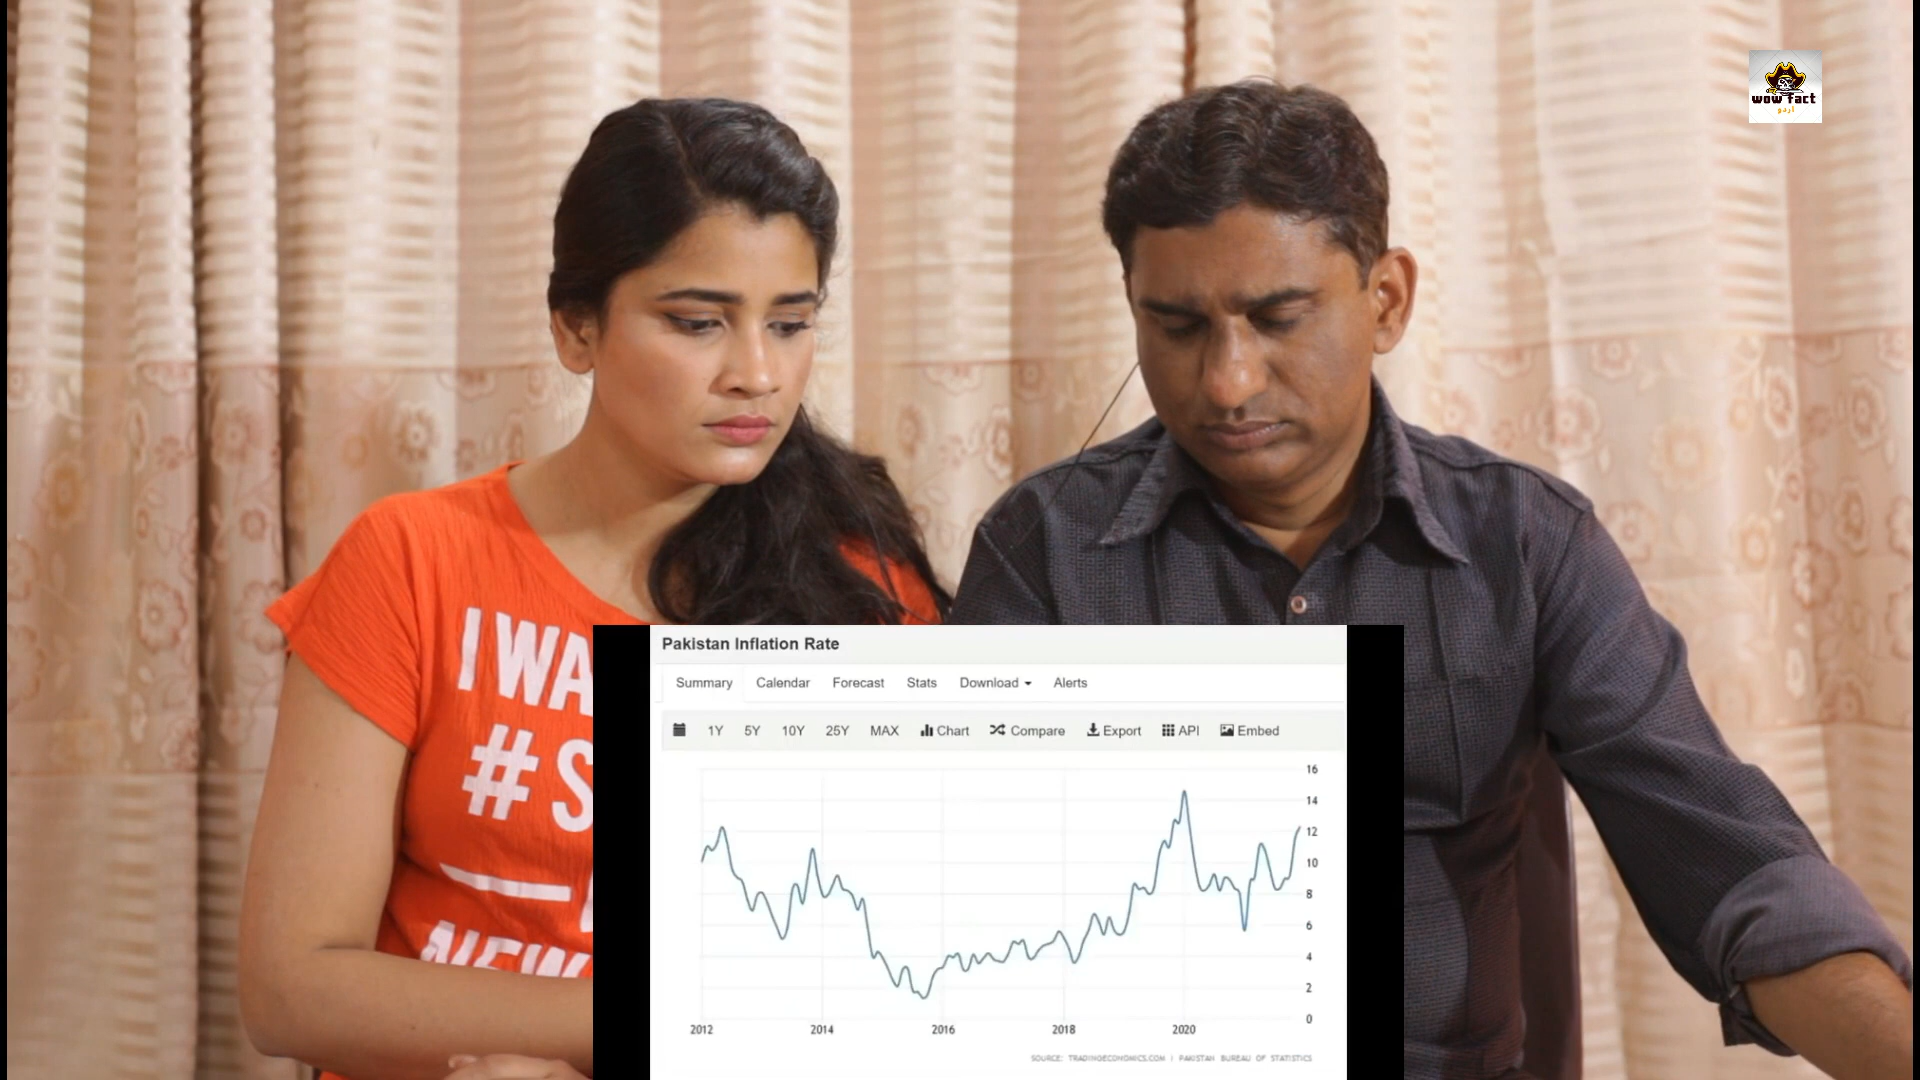 wow fact
اردو
I WA
# S
NEW
Pakistan Inflation Rate
Summary Calendar Forecast Stats Download Alerts
1Y 5Y 10Y 25Y MAX Chart Compare Export API Embed
16
14
12
10
8
6
4
2
0
2012 2014 2016 2018 2020
SOURCE: TRADINGECONOMICS.COM | PAKISTAN BUREAU OF STATISTICS